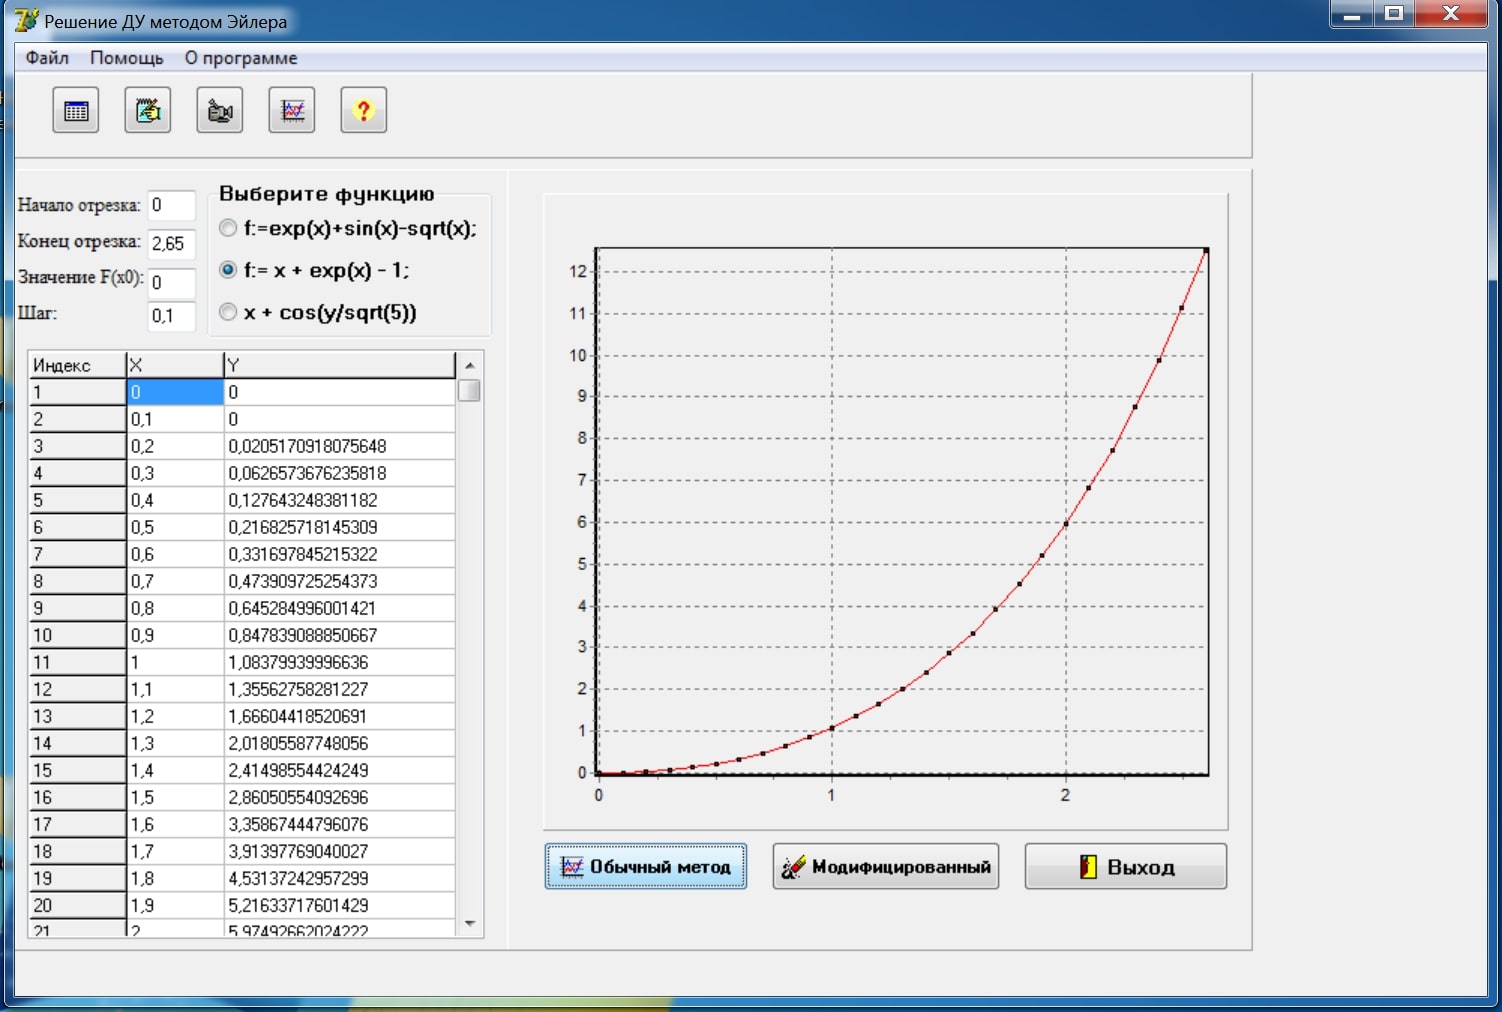 Решение ДУ методом Эйлера
Файл Помощь О программе
Начало отрезка: 0
Конец отрезка: 2,65
Значение F(x0): 0
Шаг: 0,1
Выберите функцию
f:=exp(x)+sin(x)-sqrt(x);
f:= x + exp(x) - 1;
x + cos(y/sqrt(5))
Индекс X Y
1 0 0
2 0,1 0
3 0,2 0,0205170918075648
4 0,3 0,0626573676235818
5 0,4 0,127643248381182
6 0,5 0,216825718145309
7 0,6 0,331697845215322
8 0,7 0,473909725254373
9 0,8 0,645284996001421
10 0,9 0,847839088850667
11 1 1,08379939996636
12 1,1 1,35562758281227
13 1,2 1,66604418520691
14 1,3 2,01805587748056
15 1,4 2,41498554424249
16 1,5 2,86050554092696
17 1,6 3,35867444796076
18 1,7 3,91397769040027
19 1,8 4,53137242957299
20 1,9 5,21633717601429
21 2 5,97492662024222
12
11
10
9
8
7
6
5
4
3
2
1
0
0 1 2
Обычный метод Модифицированный Выход